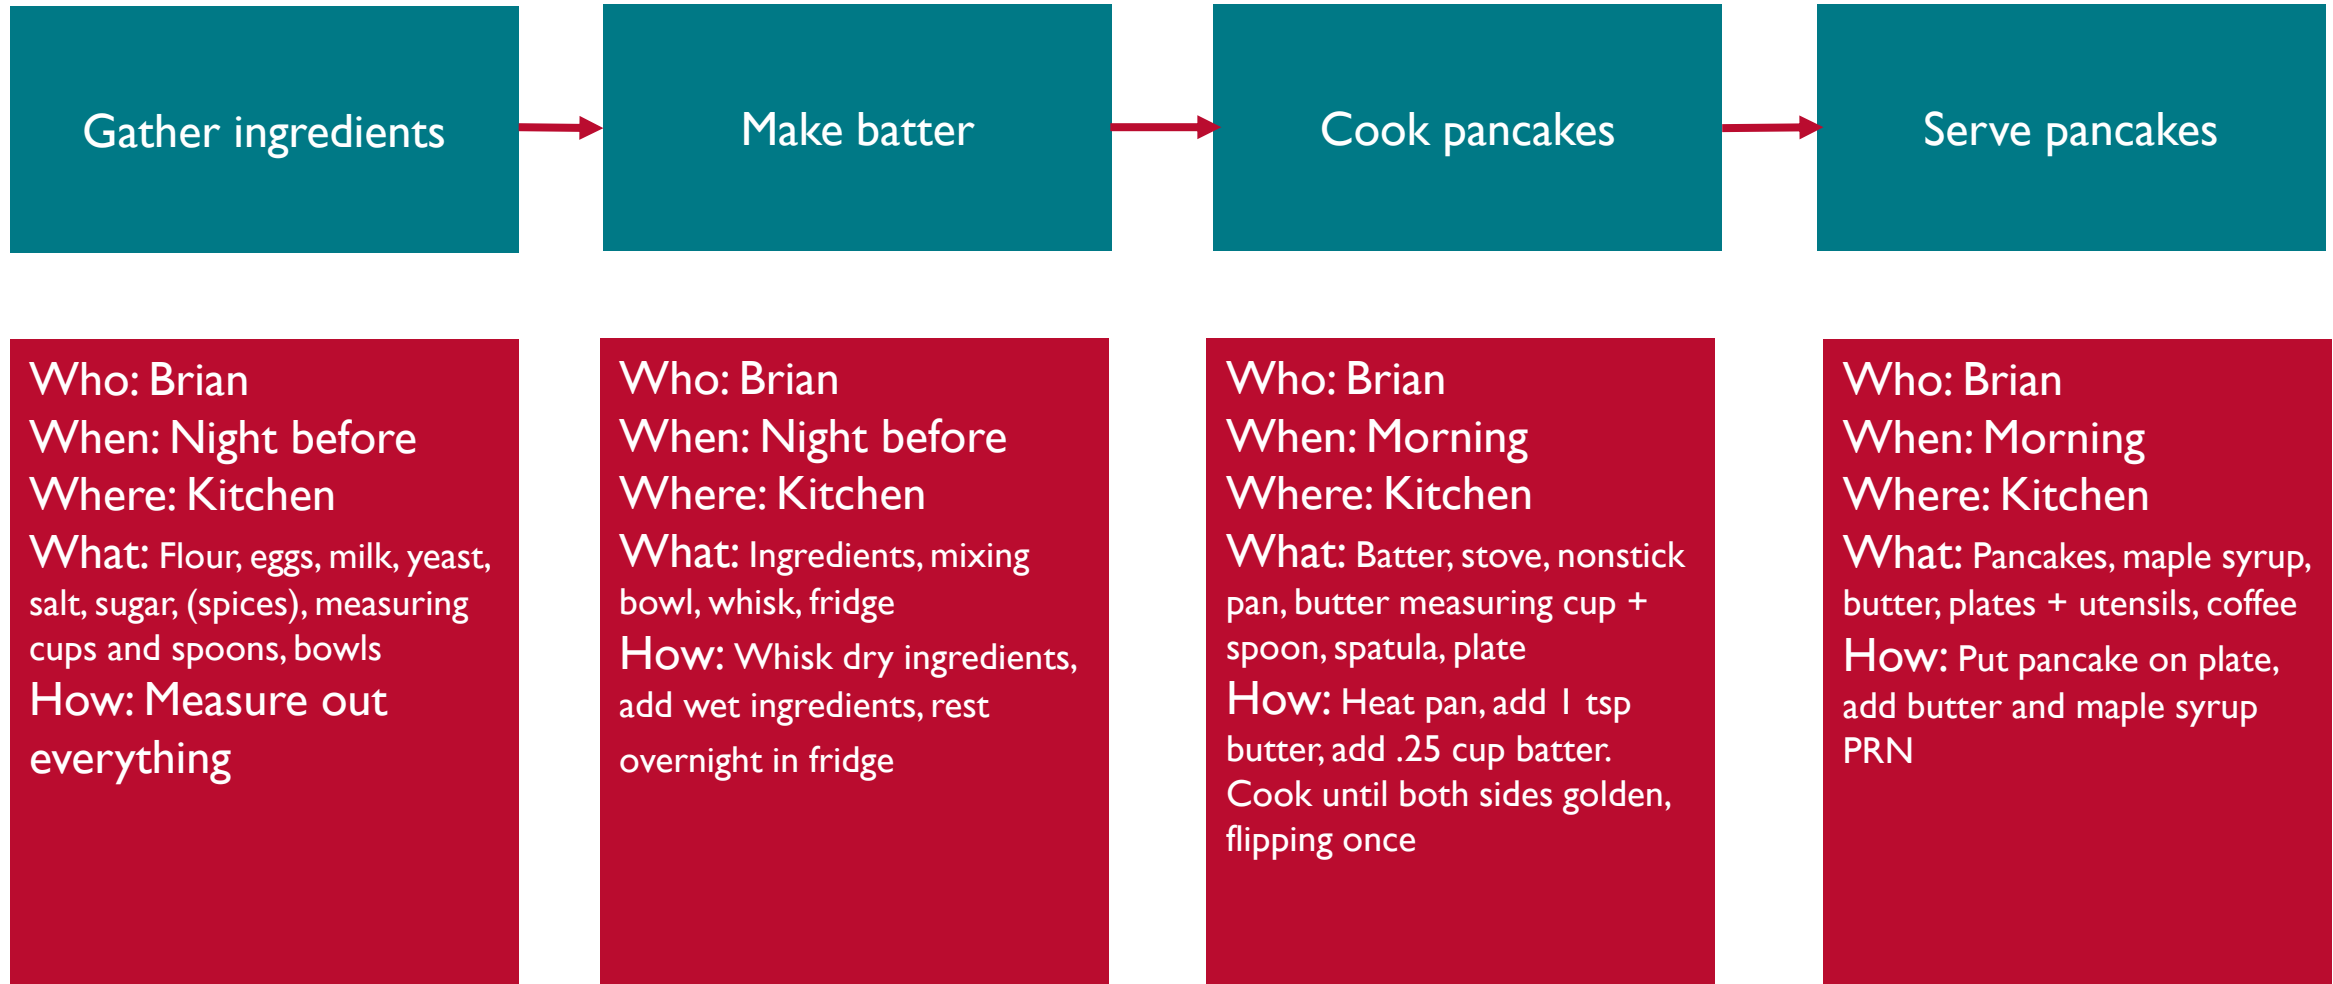 Gather ingredients
Make batter
Cook pancakes
Serve pancakes
Who: Brian
When: Night before
Where: Kitchen
What: Flour, eggs, milk, yeast,
salt, sugar, (spices), measuring
cups and spoons, bowls
How: Measure out
everything
Who: Brian
When: Night before
Where: Kitchen
What: Ingredients, mixing
bowl, whisk, fridge
How: Whisk dry ingredients,
add wet ingredients, rest
overnight in fridge
Who: Brian
When: Morning
Where: Kitchen
What: Batter, stove, nonstick
pan, butter measuring cup +
spoon, spatula, plate
How: Heat pan, add 1 tsp
butter, add .25 cup batter.
Cook until both sides golden,
flipping once
Who: Brian
When: Morning
Where: Kitchen
What: Pancakes, maple syrup,
butter, plates + utensils, coffee
How: Put pancake on plate,
add butter and maple syrup
PRN